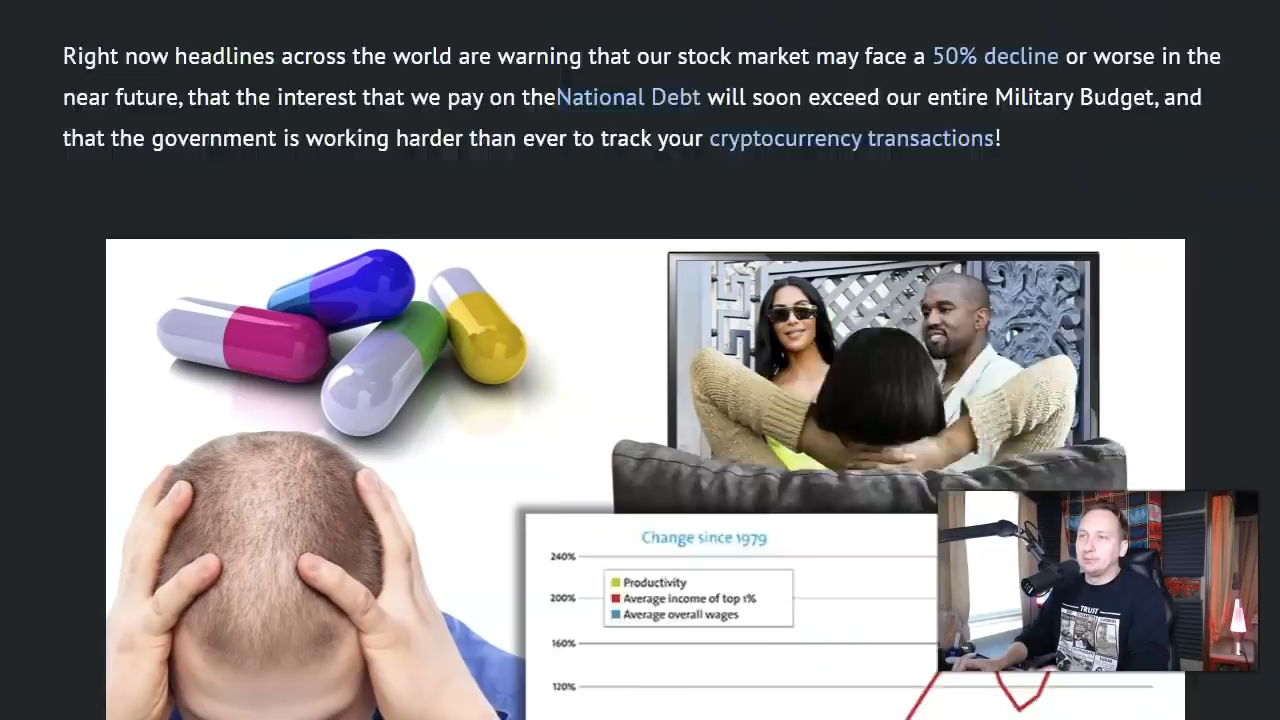 Right now headlines across the world are warning that our stock market may face a 50% decline or worse in the
near future, that the interest that we pay on theNational Debt will soon exceed our entire Military Budget, and
that the government is working harder than ever to track your cryptocurrency transactions!
Change since 1979
240%
Productivity
200%
Average income of top 1%
Average overall wages
160%
120%
TRUST